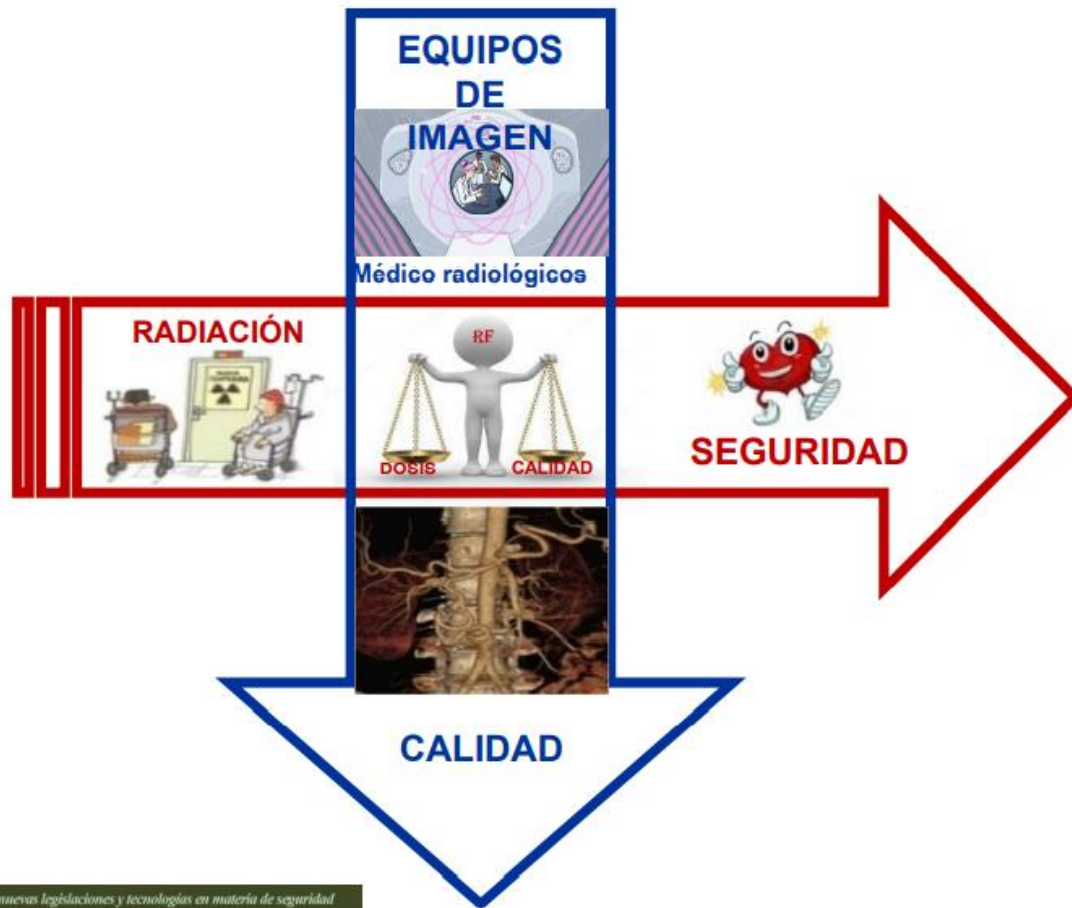 EQUIPOS
DE
IMAGEN
Médico radiológicos
RADIACIÓN
RF
DOSIS
CALIDAD
SEGURIDAD
CALIDAD
nuevas legislaciones y tecnologías en materia de seguridad